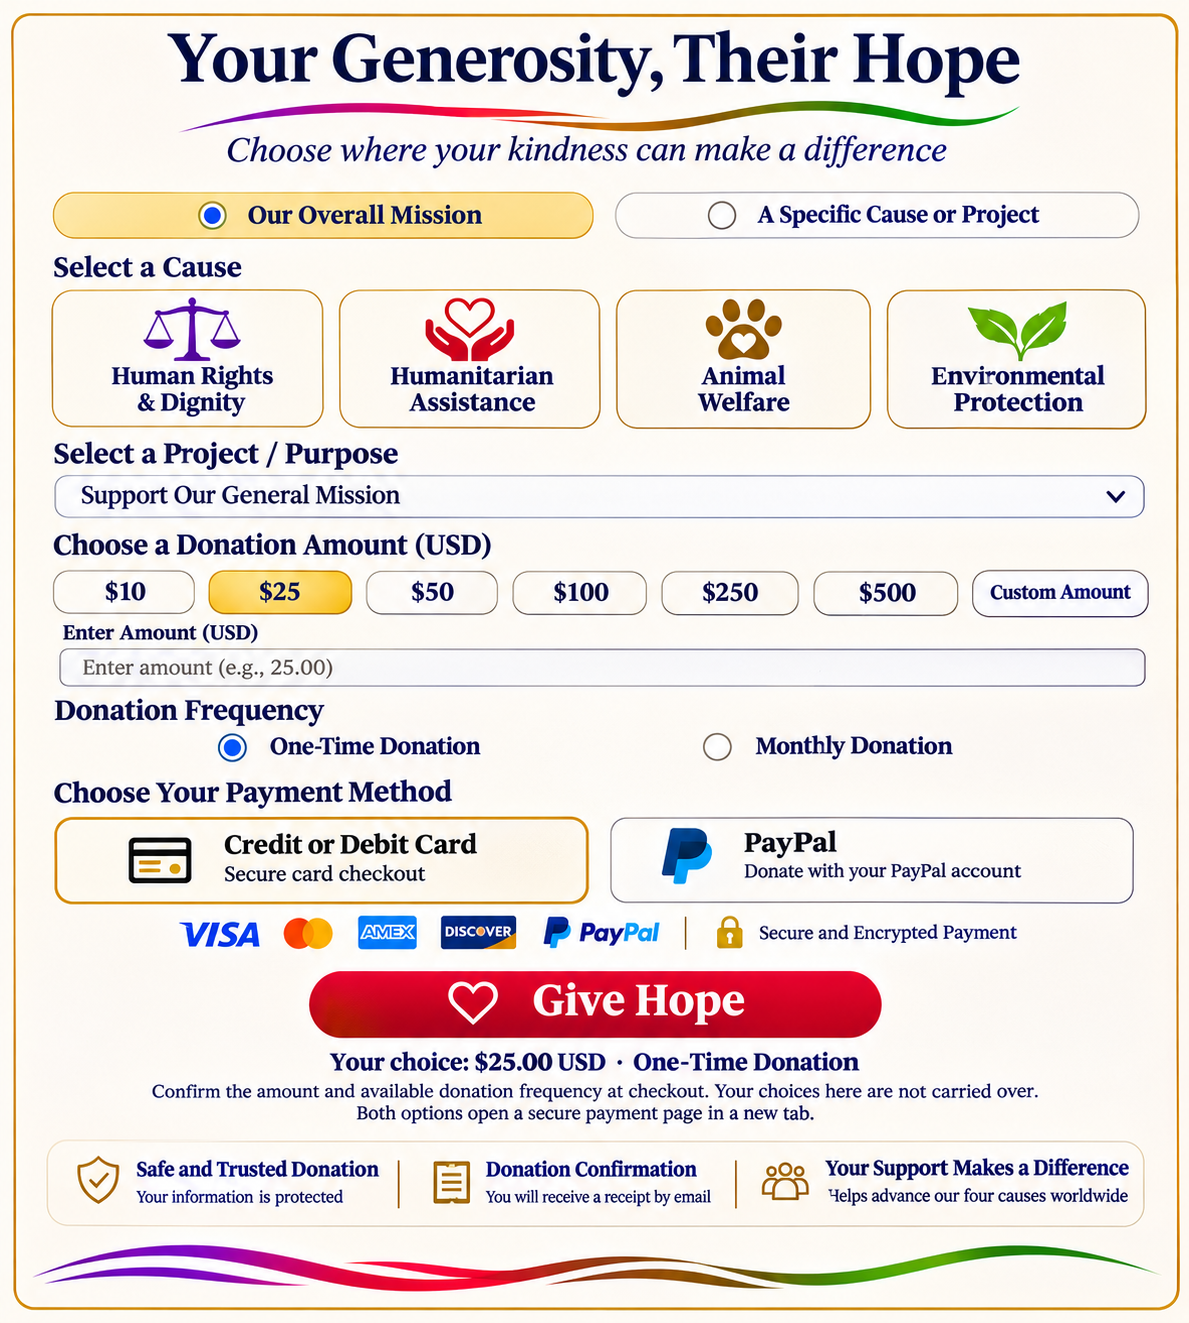 Your Generosity, Their Hope
Choose where your kindness can make a difference
Our Overall Mission
A Specific Cause or Project
Select a Cause
Human Rights
& Dignity
Humanitarian
Assistance
Animal
Welfare
Environmental
Protection
Select a Project / Purpose
Support Our General Mission
Choose a Donation Amount (USD)
$10
$25
$50
$100
$250
$500
Custom Amount
Enter Amount (USD)
Enter amount (e.g., 25.00)
Donation Frequency
One-Time Donation
Monthly Donation
Choose Your Payment Method
Credit or Debit Card
Secure card checkout
PayPal
Donate with your PayPal account
VISA
AMEX
DISCOVER
PayPal
Secure and Encrypted Payment
Give Hope
Your choice: $25.00 USD · One-Time Donation
Confirm the amount and available donation frequency at checkout. Your choices here are not carried over.
Both options open a secure payment page in a new tab.
Safe and Trusted Donation
Your information is protected
Donation Confirmation
You will receive a receipt by email
Your Support Makes a Difference
Helps advance our four causes worldwide